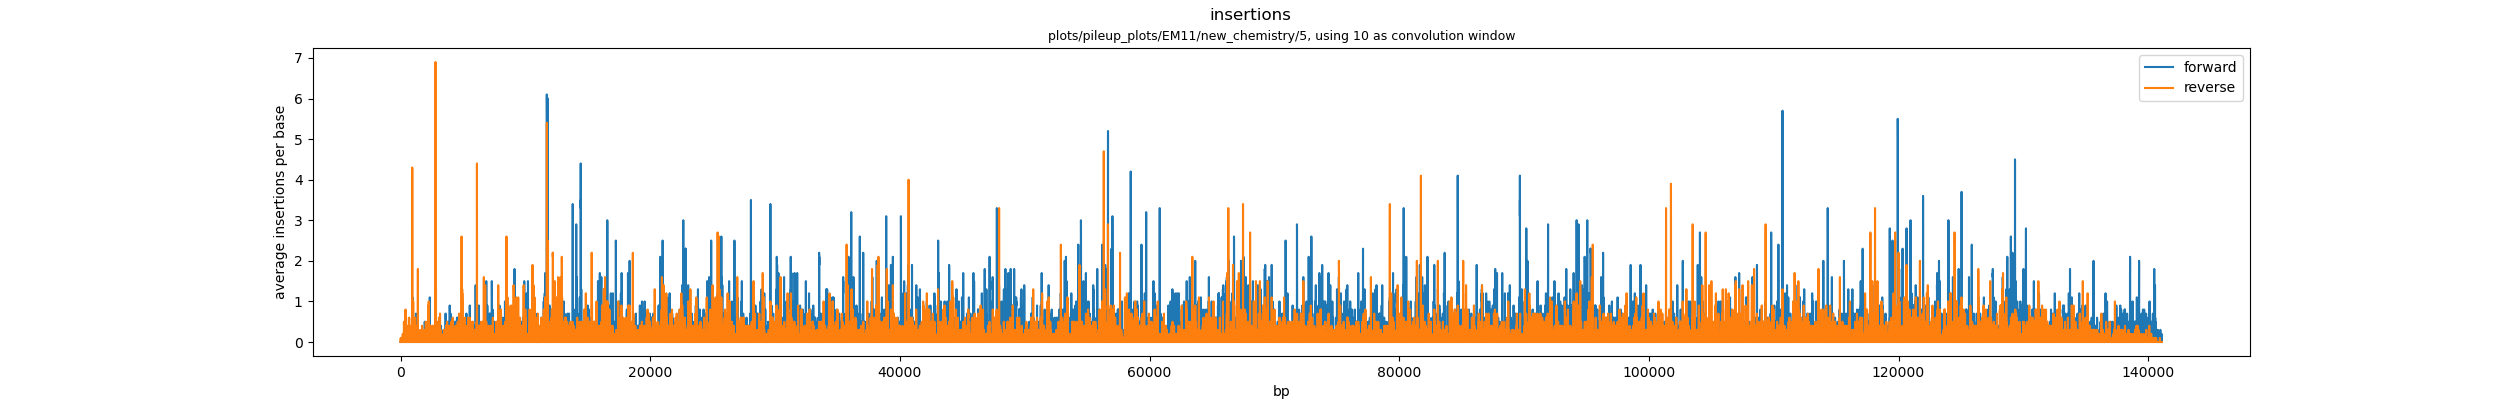 insertions
plots/pileup_plots/EM11/new_chemistry/5, using 10 as convolution window
7
6
5
4
3
2
1
0
average insertions per base
forward
reverse
0 20000 40000 60000 80000 100000 120000 140000
bp